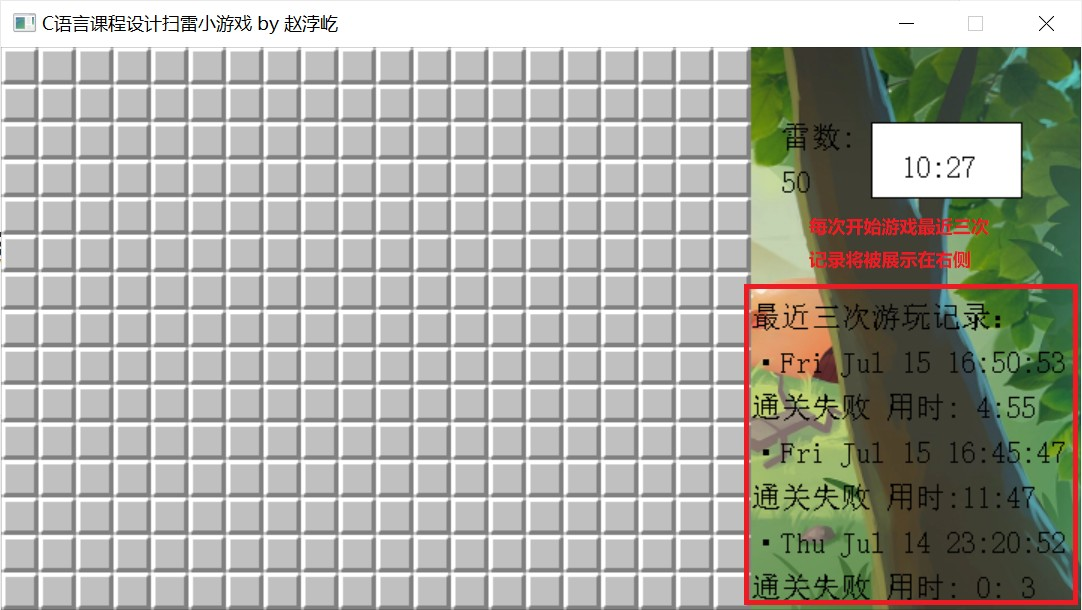 C语言课程设计扫雷小游戏 by 赵浮屹
雷数:
50
10:27
每次开始游戏最近三次
记录将被展示在右侧
最近三次游玩记录:
·Fri Jul 15 16:50:53
通关失败 用时: 4:55
·Fri Jul 15 16:45:47
通关失败 用时:11:47
·Thu Jul 14 23:20:52
通关失败 用时: 0: 3